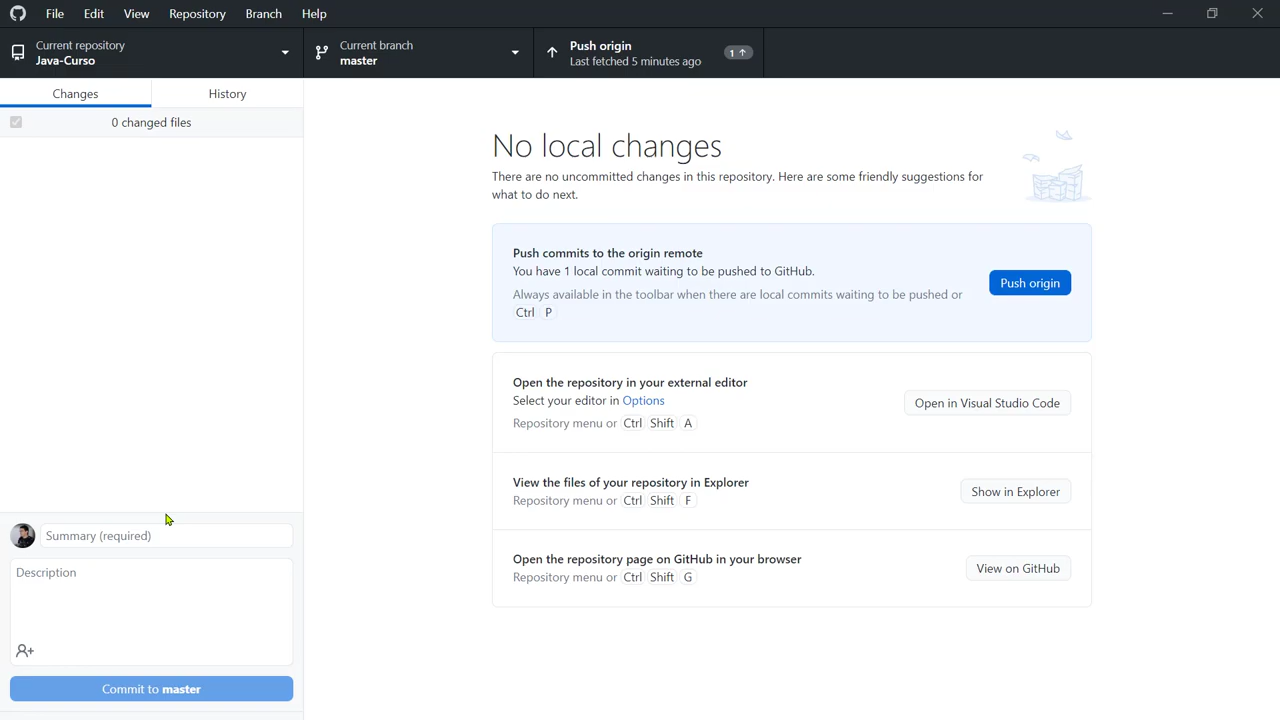 File Edit View Repository Branch Help
Current repository
Java-Curso
Current branch
master
Push origin
Last fetched 5 minutes ago
1
Changes History
0 changed files
No local changes
There are no uncommitted changes in this repository. Here are some friendly suggestions for
what to do next.
Push commits to the origin remote
You have 1 local commit waiting to be pushed to GitHub.
Always available in the toolbar when there are local commits waiting to be pushed or
Ctrl P
Push origin
Open the repository in your external editor
Select your editor in Options
Repository menu or Ctrl Shift A
Open in Visual Studio Code
View the files of your repository in Explorer
Repository menu or Ctrl Shift F
Show in Explorer
Open the repository page on GitHub in your browser
Repository menu or Ctrl Shift G
View on GitHub
Summary (required)
Description
Commit to master